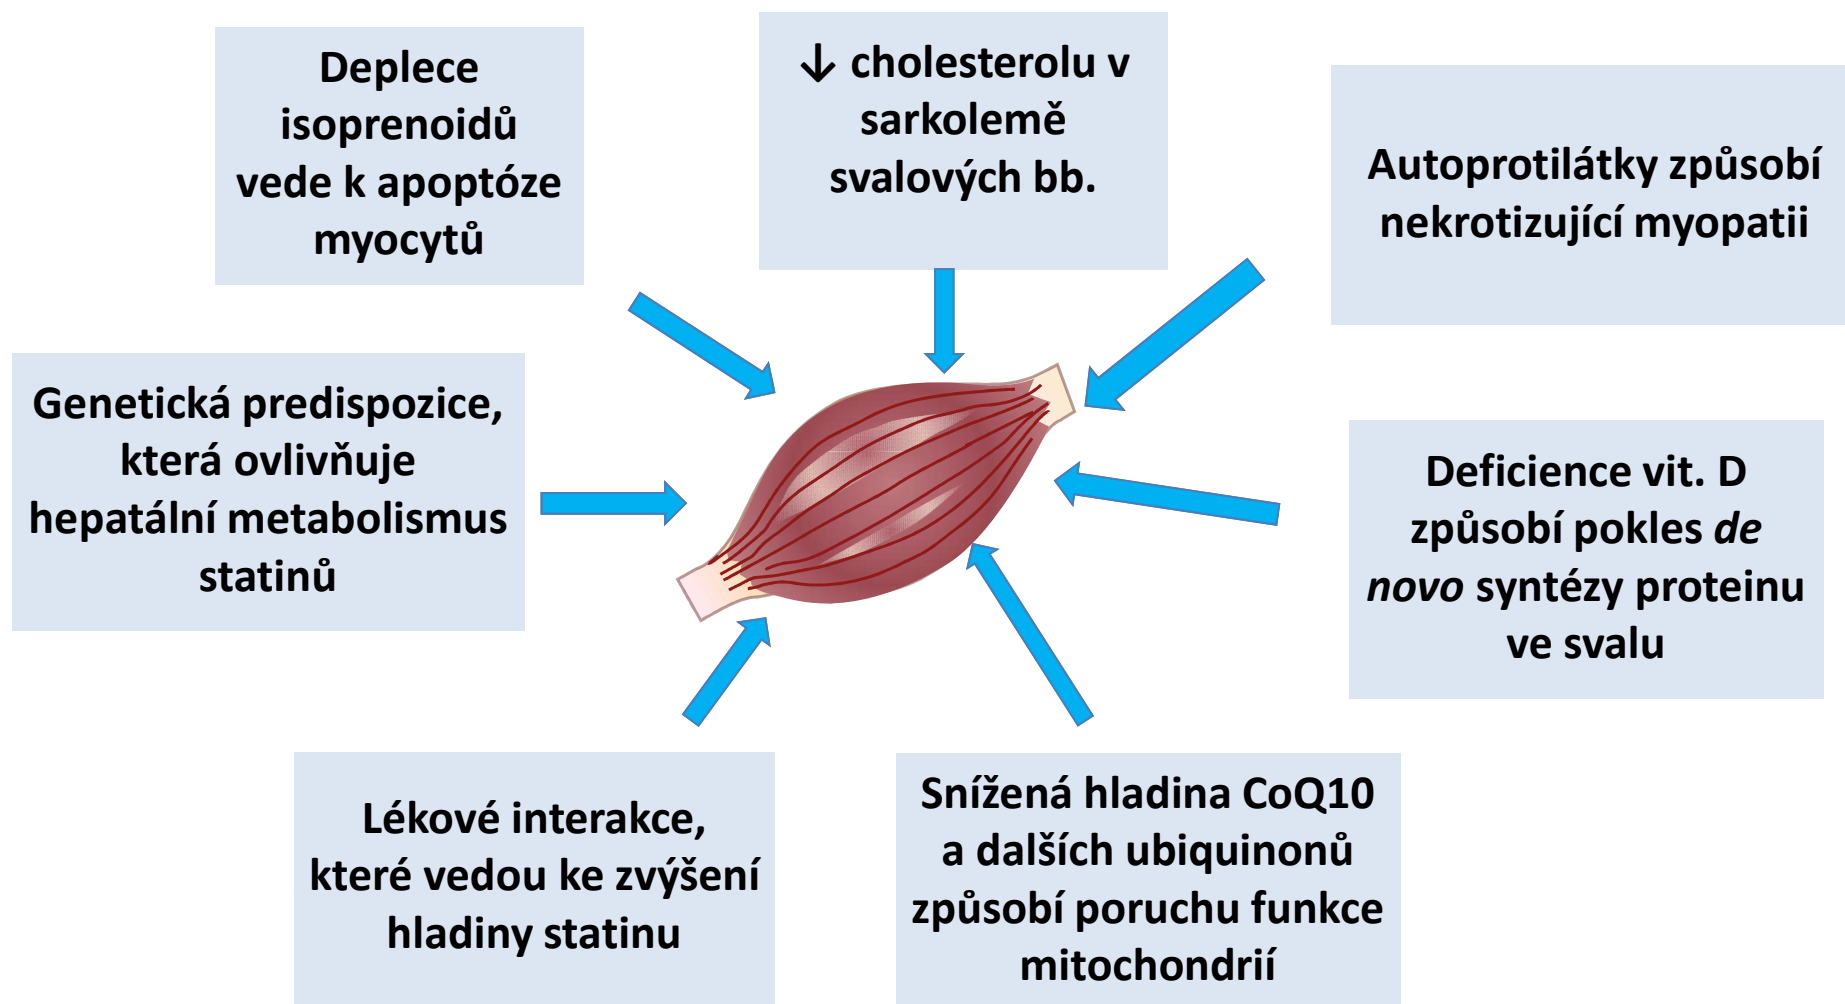 Deplece
isoprenoidů
vede k apoptóze
myocytů
↓ cholesterolu v
sarkolemě
svalových bb.
Autoprotilátky způsobí
nekrotizující myopatii
Genetická predispozice,
která ovlivňuje
hepatální metabolismus
statinů
Deficience vit. D
způsobí pokles de
novo syntézy proteinu
ve svalu
Lékové interakce,
které vedou ke zvýšení
hladiny statinu
Snížená hladina CoQ10
a dalších ubiquinonů
způsobí poruchu funkce
mitochondrií